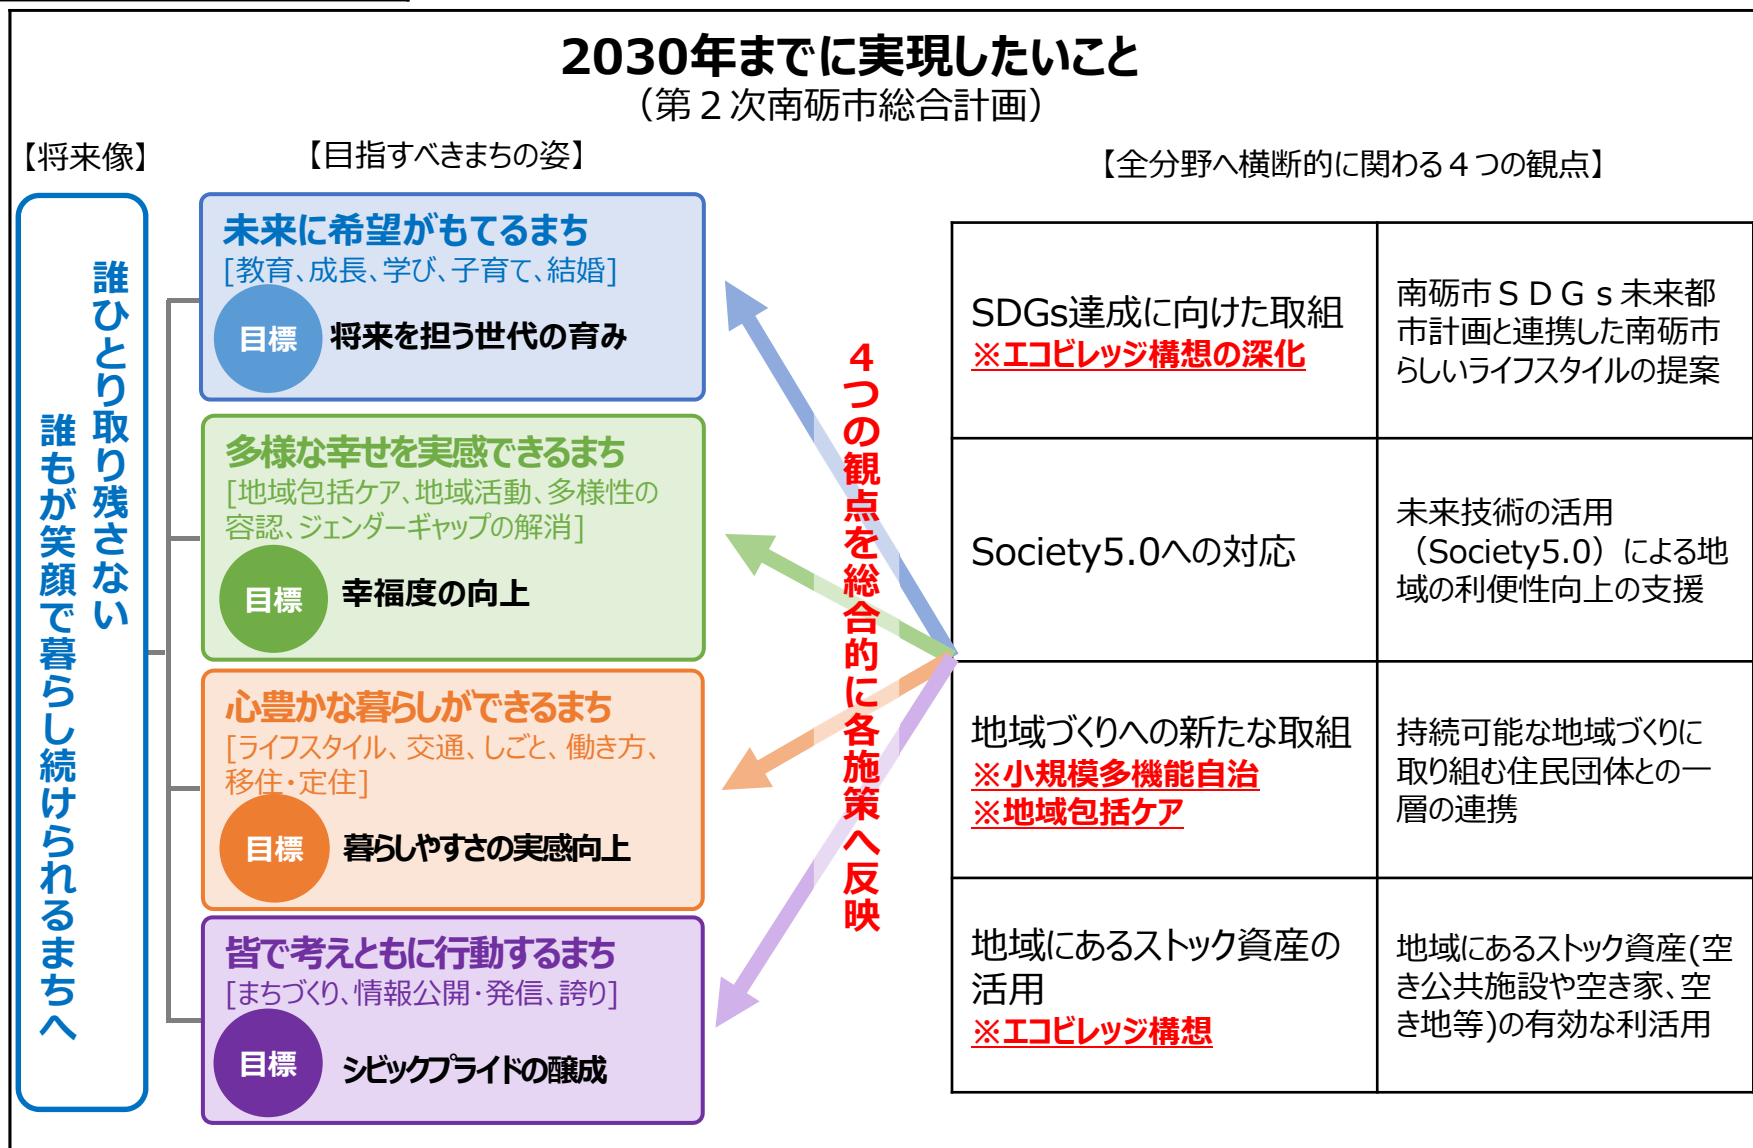 2030年までに実現したいこと
（第２次南砺市総合計画）
【将来像】
誰ひとり取り残さない
誰もが笑顔で暮らし続けられるまちへ
【目指すべきまちの姿】
未来に希望がもてるまち
[教育、成長、学び、子育て、結婚]
目標
将来を担う世代の育み
多様な幸せを実感できるまち
[地域包括ケア、地域活動、多様性の
容認、ジェンダーギャップの解消]
目標
幸福度の向上
心豊かな暮らしができるまち
[ライフスタイル、交通、しごと、働き方、
移住・定住]
目標
暮らしやすさの実感向上
皆で考えともに行動するまち
[まちづくり、情報公開・発信、誇り]
目標
シビックプライドの醸成
４つの観点を総合的に各施策へ反映
【全分野へ横断的に関わる４つの観点】
SDGs達成に向けた取組
※エコビレッジ構想の深化
南砺市ＳＤＧｓ未来都
市計画と連携した南砺市
らしいライフスタイルの提案
Society5.0への対応
未来技術の活用
（Society5.0）による地
域の利便性向上の支援
地域づくりへの新たな取組
※小規模多機能自治
※地域包括ケア
持続可能な地域づくりに
取り組む住民団体との一
層の連携
地域にあるストック資産の
活用
※エコビレッジ構想
地域にあるストック資産(空
き公共施設や空き家、空
き地等)の有効な利活用